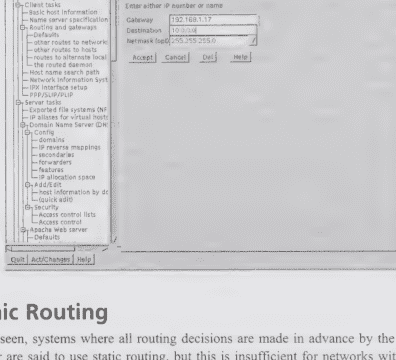 Client tasks
Basic host information
Name server specification
Routing and gateways
Defaults
other routes to network
other routes to hosts
routes to alternate local
the routed daemon
Host name search path
Network Information Syst
IPX interface setup
PPP/SLIP/PLIP
Server tasks
Exported file systems (NF
IP aliases for virtual hosts
Domain Name Server (DN
Config
domains
IP reverse mappings
secondaries
forwarders
features
IP allocation space
Add/Edit
host information by do
(quick edit)
Security
Access control lists
Access control
Apache Web server
Defaults
Quit Act/Changes Help
Enter either IP number or name
Gateway 192.168.1.17
Destination
Netmask (opt) 255.255.255.0
Accept Cancel Del Help
ic Routing
seen, systems where all routing decisions are made in advance by the
r are said to use static routing, but this is insufficient for networks wit